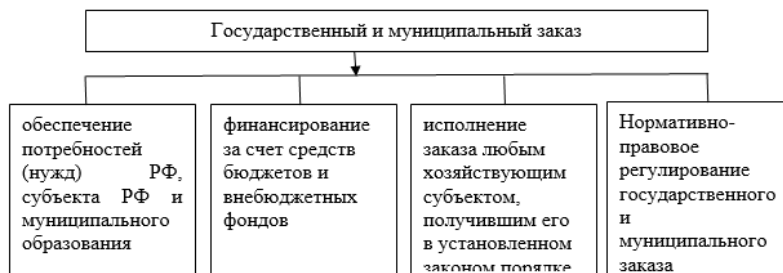 Государственный и муниципальный заказ
обеспечение
потребностей
(нужд) РФ,
субъекта РФ и
муниципального
образования
финансирование
за счет средств
бюджетов и
внебюджетных
фондов
исполнение
заказа любым
хозяйствующим
субъектом,
получившим его
в установленном
законом порядке
Нормативно-
правовое
регулирование
государственного
и
муниципального
заказа